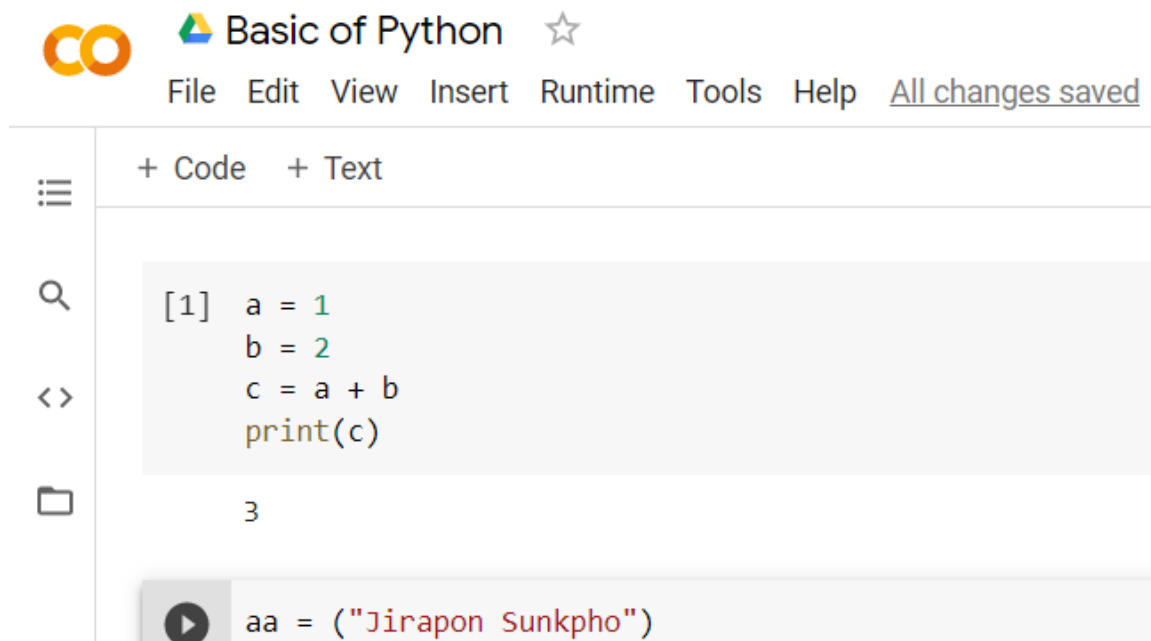 Basic of Python
File Edit View Insert Runtime Tools Help All changes saved
+ Code + Text
[1] a = 1
b = 2
c = a + b
print(c)
3
aa = ("Jirapon Sunkpho")